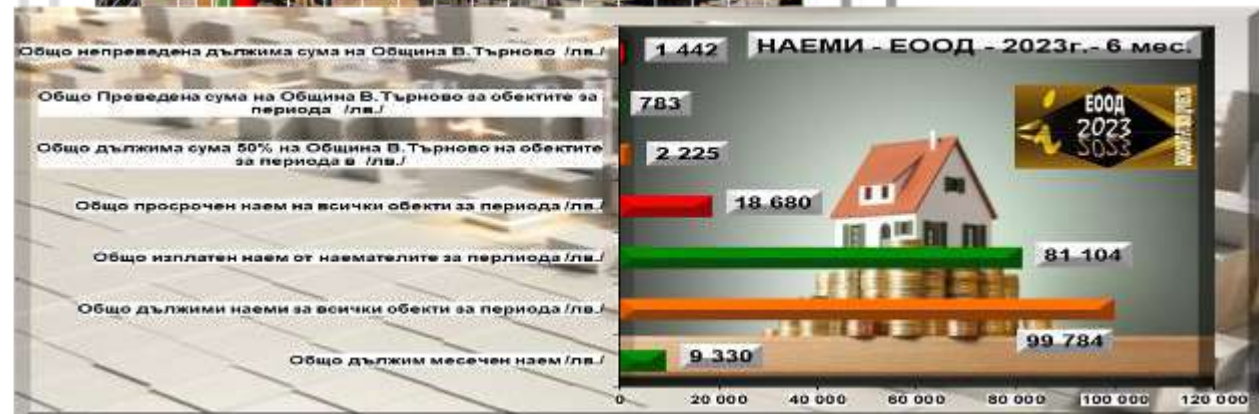 НАЕМИ - ЕООД - 2023г.- 6 мес.
Общо непреведена дължима сума на Община В.Търново /лв./
1 442
Общо Преведена сума на Община В.Търново за обектите за
периода /лв./
783
Общо дължима сума 50% на Община В.Търново на обектите
за периода в /лв./
2 225
Общо просрочен наем на всички обекти за периода /лв./
18 680
Общо изплатен наем от наемателите за перлиода /лв./
81 104
Общо дължими наеми за всички обекти за периода /лв./
99 784
Общо дължим месечен наем /лв./
9 330
ЕООД
2023
0 20 000 40 000 60 000 80 000 100 000 120 000